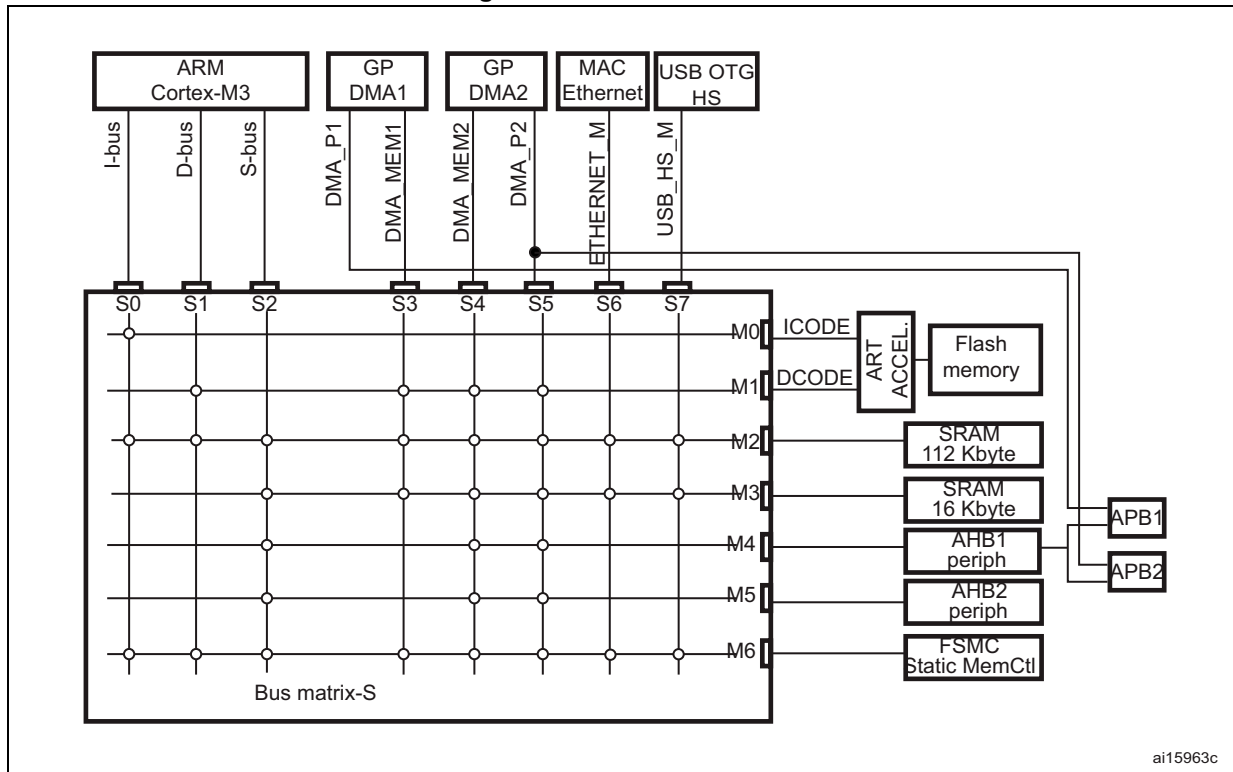 ARM
Cortex-M3
GP
DMA1
GP
DMA2
MAC
Ethernet
USB OTG
HS
I-bus
D-bus
S-bus
DMA_P1
DMA_MEM1
DMA_MEM2
DMA_P2
ETHERNET_M
USB_HS_M
S0
S1
S2
S3
S4
S5
S6
S7
M0
ICODE
M1
DCODE
ART
ACCEL.
Flash
memory
M2
SRAM
112 Kbyte
M3
SRAM
16 Kbyte
M4
AHB1
periph
APB1
M5
AHB2
periph
APB2
M6
FSMC
Static MemCtl
Bus matrix-S
ai15963c